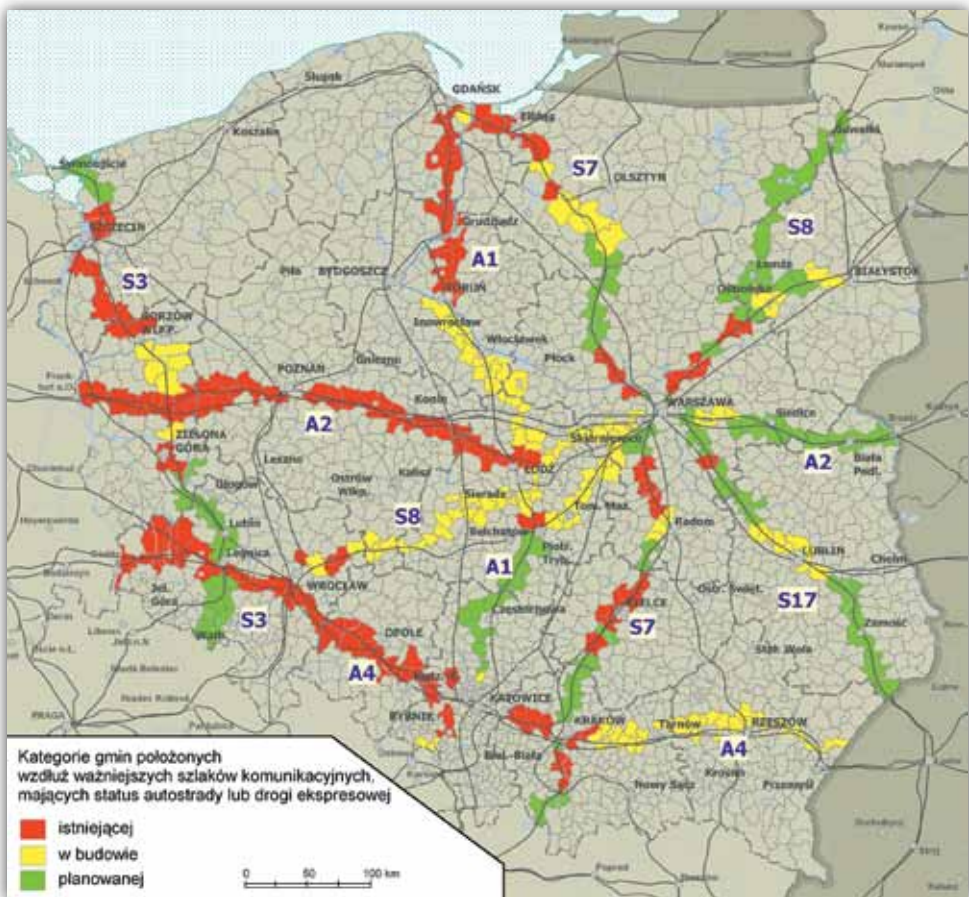 GDAŃSK
Słupsk
Elbląg
Koszalin
Suwałki
Świnoujście
S7
OLSZTYN
S8
SZCZECIN
Grudziądz
A1
Łomża
BIAŁYSTOK
S3
Piła
BYDGOSZCZ
TORUŃ
Ostrołęka
GORZÓW
WLKP.
Inowrocław
Włocławek
Płock
POZNAŃ
Gniezno
WARSZAWA
Siedlce
A2
Konin
Skierniewice
A2
Biała
Podl.
ZIELONA
GÓRA
Leszno
Kalisz
ŁÓDŹ
Głogów
Ostrów
Wlkp.
Sieradz
S8
Tom. Maz.
Radom
Lubin
Bełchatów
LUBLIN
Chełm
Legnica
A1
Piotr.
Tryb.
WROCŁAW
Jel.
Góra
S3
Wałb.
Częstochowa
KIELCE
Ostr. Święt.
S17
Zamość
OPOLE
S7
Stal. Wola
A4
KATOWICE
RYBNIK
KRAKÓW
Tarnów
RZESZÓW
Biel.-Biała
A4
Nowy Sącz
Krosno
Przemyśl
PRAGA
Poprad
Kategorie gmin położonych
wzdłuż ważniejszych szlaków komunikacyjnych,
mających status autostrady lub drogi ekspresowej
istniejącej
w budowie
planowanej
0 50 100 km